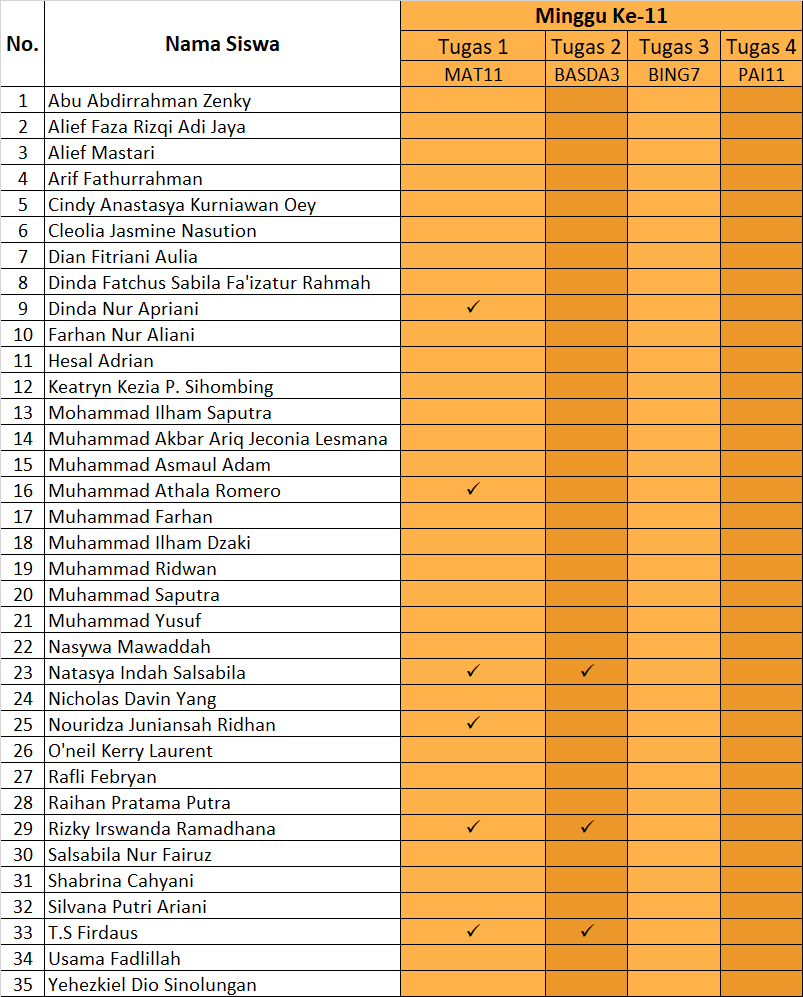 Minggu Ke-11
No. Nama Siswa Tugas 1 Tugas 2 Tugas 3 Tugas 4
MAT11 BASDA3 BING7 PAI11
1 Abu Abdirrahman Zenky
2 Alief Faza Rizqi Adi Jaya
3 Alief Mastari
4 Arif Fathurrahman
5 Cindy Anastasya Kurniawan Oey
6 Cleolia Jasmine Nasution
7 Dian Fitriani Aulia
8 Dinda Fatchus Sabila Fa'izatur Rahmah
9 Dinda Nur Apriani ✓
10 Farhan Nur Aliani
11 Hesal Adrian
12 Keatryn Kezia P. Sihombing
13 Mohammad Ilham Saputra
14 Muhammad Akbar Ariq Jeconia Lesmana
15 Muhammad Asmaul Adam
16 Muhammad Athala Romero ✓
17 Muhammad Farhan
18 Muhammad Ilham Dzaki
19 Muhammad Ridwan
20 Muhammad Saputra
21 Muhammad Yusuf
22 Nasywa Mawaddah
23 Natasya Indah Salsabila ✓ ✓
24 Nicholas Davin Yang
25 Nouridza Juniansah Ridhan ✓
26 O'neil Kerry Laurent
27 Rafli Febryan
28 Raihan Pratama Putra
29 Rizky Irswanda Ramadhana ✓ ✓
30 Salsabila Nur Fairuz
31 Shabrina Cahyani
32 Silvana Putri Ariani
33 T.S Firdaus ✓ ✓
34 Usama Fadlillah
35 Yehezkiel Dio Sinolungan